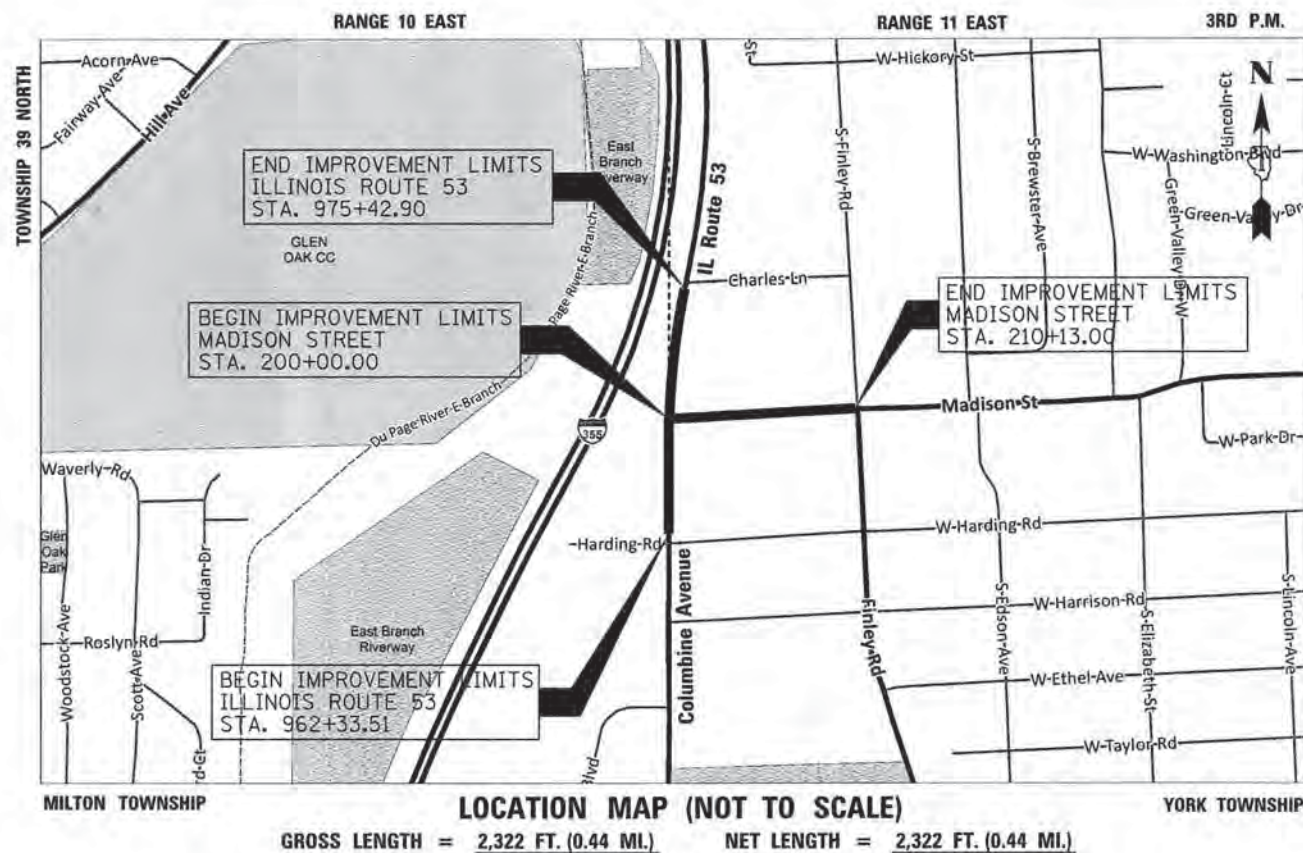 RANGE 10 EAST
RANGE 11 EAST
3RD P.M.
TOWNSHIP 39 NORTH
Acorn Ave
Fairway Ave
Hill Ave
St
W Hickory St
Lincoln Ct
N
East
Branch
Riverway
IL Route 53
S Finley Rd
S Brewster Ave
W Washington Blvd
Green Valley Dr W
Green Valley Dr
END IMPROVEMENT LIMITS
ILLINOIS ROUTE 53
STA. 975+42.90
GLEN
OAK CC
Page River E Branch
Charles Ln
END IMPROVEMENT LIMITS
MADISON STREET
STA. 210+13.00
BEGIN IMPROVEMENT LIMITS
MADISON STREET
STA. 200+00.00
Du Page River E Branch
355
Madison St
W Park Dr
Waverly Rd
Glen
Oak
Park
Indian Dr
Harding Rd
W Harding Rd
Woodstock Ave
Scott Ave
Roslyn Rd
East Branch
Riverway
Columbine Avenue
Finley Rd
S Edson Ave
W Harrison Rd
S Elizabeth St
S Lincoln Ave
W Ethel Ave
BEGIN IMPROVEMENT LIMITS
ILLINOIS ROUTE 53
STA. 962+33.51
rd Ct
Blvd
W Taylor Rd
MILTON TOWNSHIP
LOCATION MAP (NOT TO SCALE)
YORK TOWNSHIP
GROSS LENGTH = 2,322 FT. (0.44 MI.) NET LENGTH = 2,322 FT. (0.44 MI.)